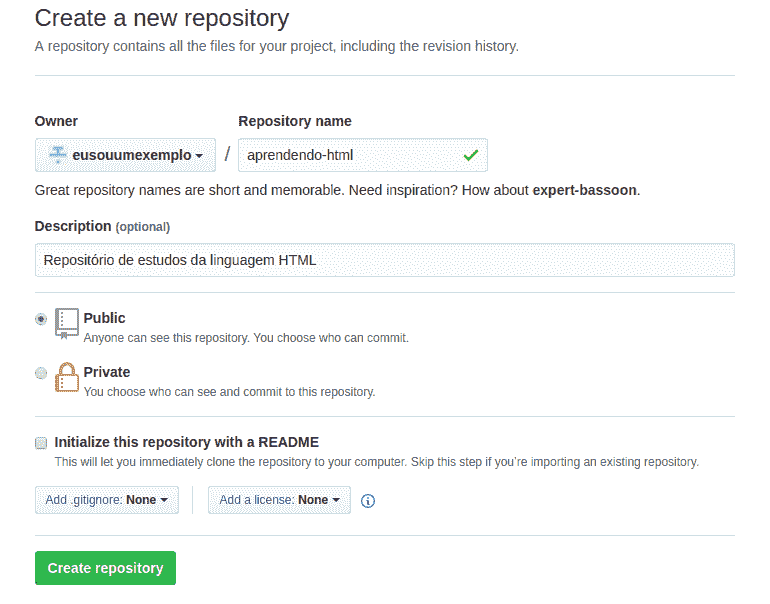 Create a new repository
A repository contains all the files for your project, including the revision history.
Owner Repository name
eusouumexemplo / aprendendo-html
Great repository names are short and memorable. Need inspiration? How about expert-bassoon.
Description (optional)
Repositório de estudos da linguagem HTML
Public
Anyone can see this repository. You choose who can commit.
Private
You choose who can see and commit to this repository.
Initialize this repository with a README
This will let you immediately clone the repository to your computer. Skip this step if you're importing an existing repository.
Add .gitignore: None Add a license: None
Create repository